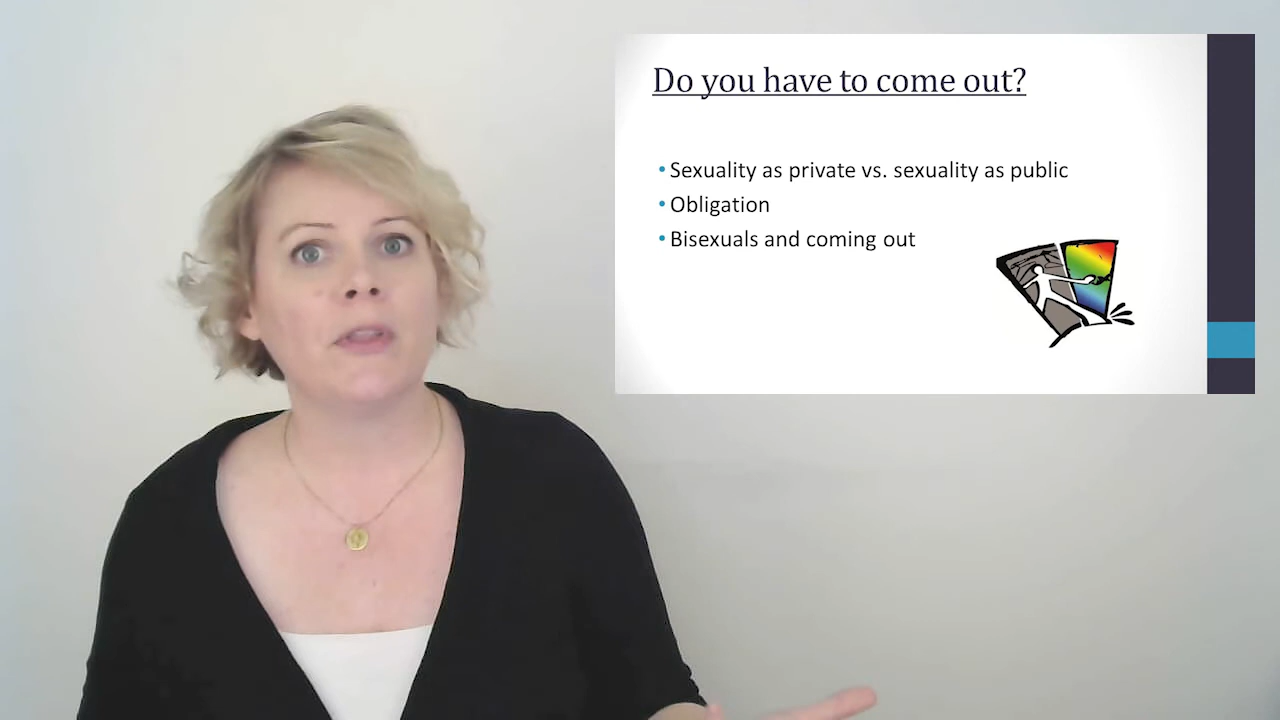 Do you have to come out?
• Sexuality as private vs. sexuality as public
• Obligation
• Bisexuals and coming out